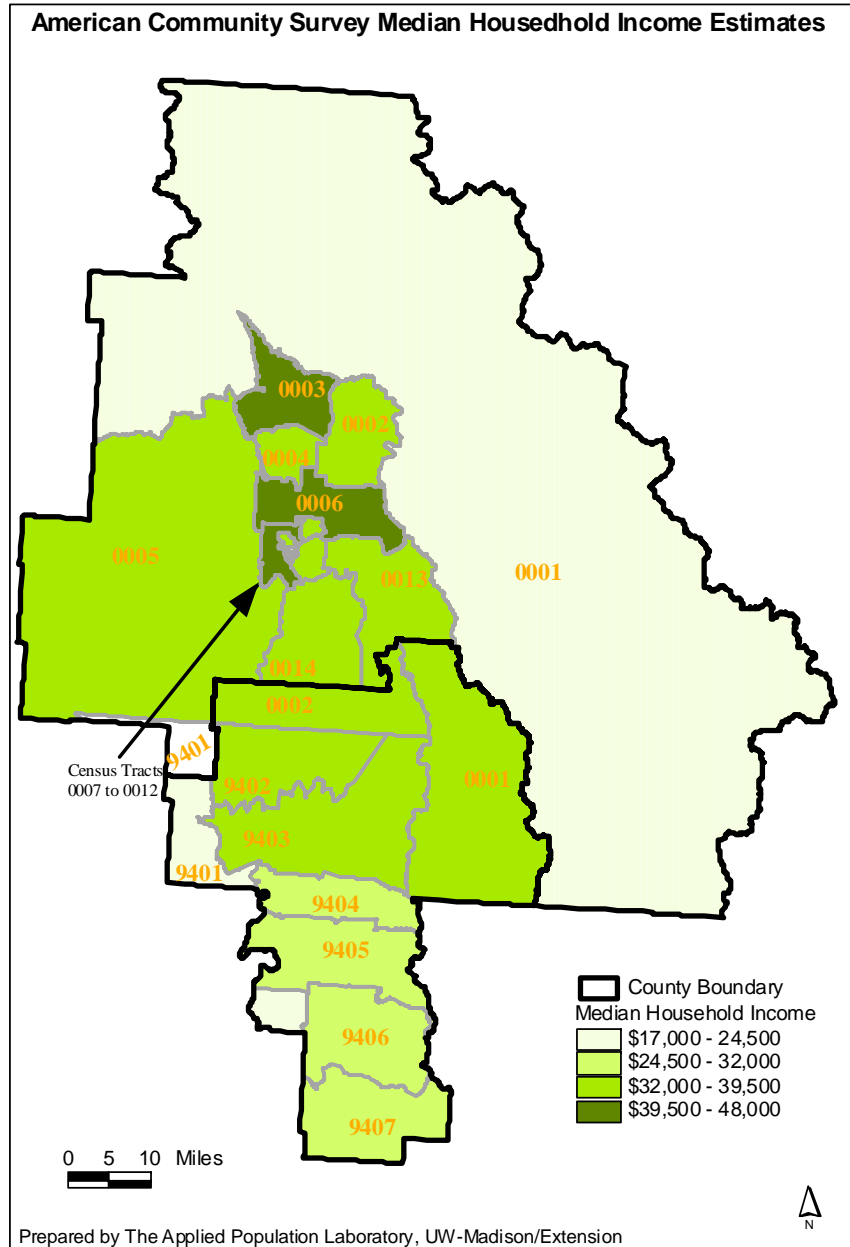 American Community Survey Median Housedhold Income Estimates
0003
0002
0004
0006
0005
0013
0001
0014
0002
9401
Census Tracts
0007 to 0012
9402
0001
9403
9401
9404
9405
9406
9407
County Boundary
Median Household Income
$17,000 - 24,500
$24,500 - 32,000
$32,000 - 39,500
$39,500 - 48,000
0 5 10 Miles
N
Prepared by The Applied Population Laboratory, UW-Madison/Extension